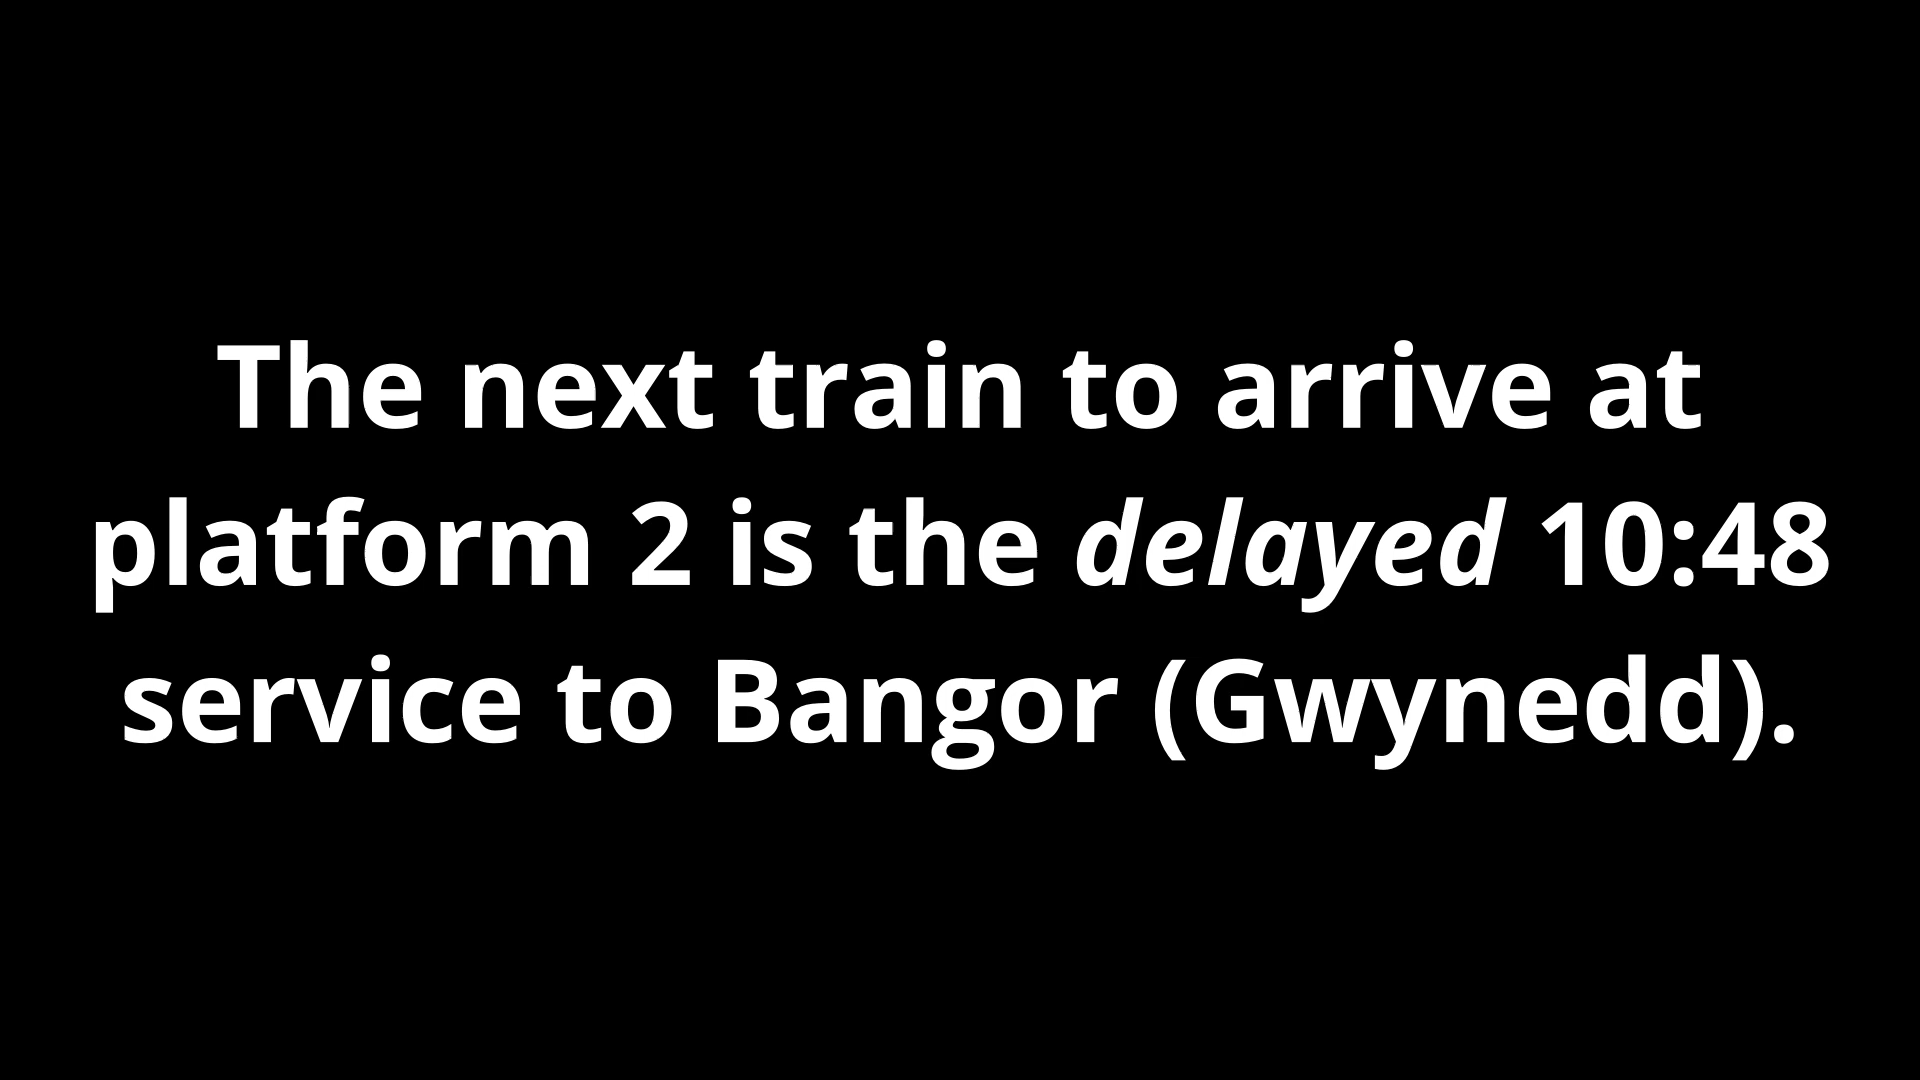 The next train to arrive at
platform 2 is the delayed 10:48
service to Bangor (Gwynedd).